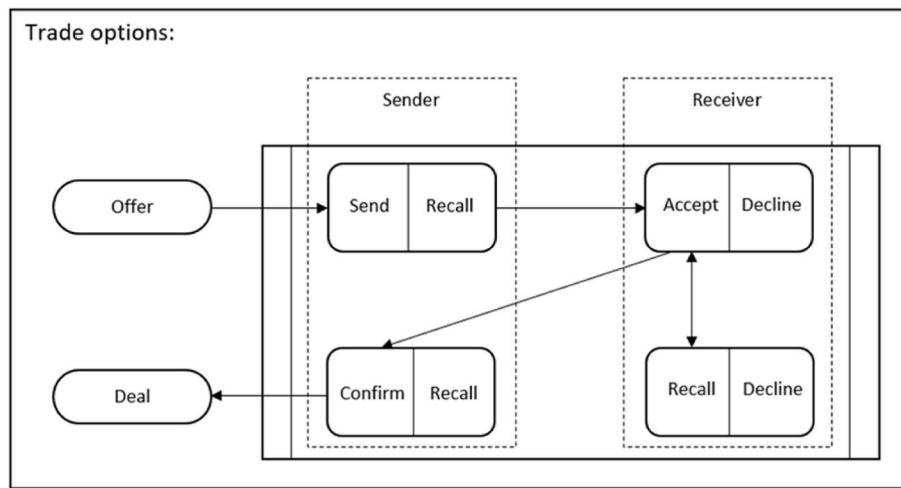 Trade options:
Sender Receiver
Offer Send Recall Accept Decline
Deal Confirm Recall Recall Decline